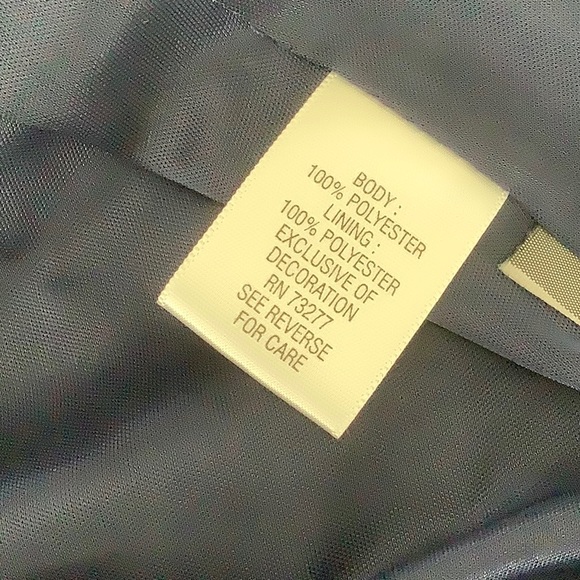 BODY :
100% POLYESTER
LINING :
100% POLYESTER
EXCLUSIVE OF
DECORATION
RN 73277
SEE REVERSE
FOR CARE